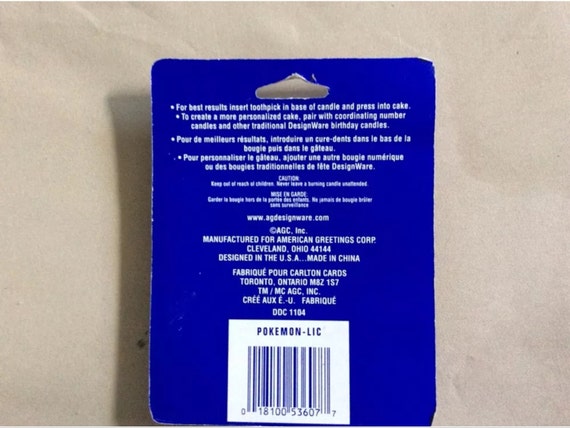 • For best results insert toothpick in base of candle and press into cake.
• To create a more personalized cake, pair with coordinating number
candles and other traditional DesignWare birthday candles.
• Pour de meilleurs résultats, introduire un cure-dents dans le bas de la
bougie puis dans le gâteau.
• Pour personnaliser le gâteau, ajouter une autre bougie numérique
ou des bougies traditionnelles de fête DesignWare.
CAUTION:
Keep out of reach of children. Never leave a burning candle unattended.
MISE EN GARDE:
Garder la bougie hors de la portée des enfants. Ne jamais de bougie brûler
sans surveillance
www.agdesignware.com
©AGC, Inc.
MANUFACTURED FOR AMERICAN GREETINGS CORP.
CLEVELAND, OHIO 44144
DESIGNED IN THE U.S.A...MADE IN CHINA
FABRIQUÉ POUR CARLTON CARDS
TORONTO, ONTARIO M8Z 1S7
TM / MC AGC, INC.
CRÉÉ AUX É.-U. FABRIQUÉ
DDC 1104
POKEMON-LIC
0 18100 53607 7